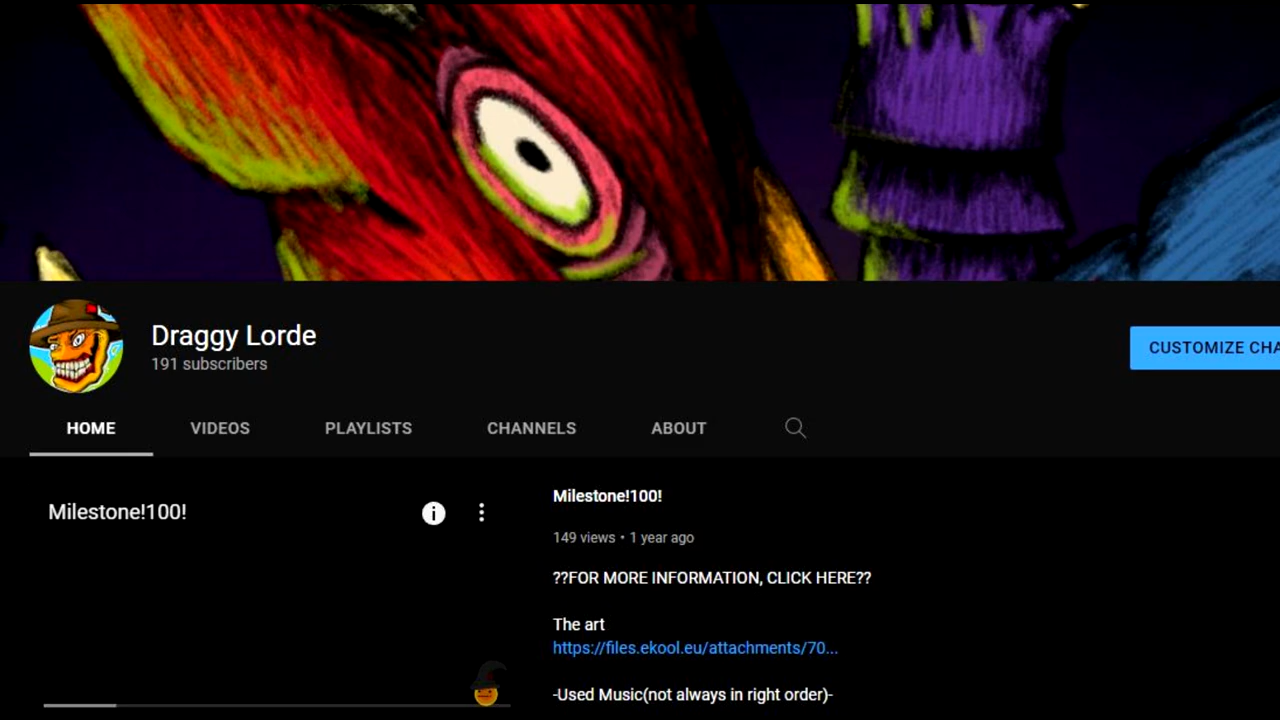 Draggy Lorde
191 subscribers
CUSTOMIZE CHA
HOME VIDEOS PLAYLISTS CHANNELS ABOUT
Milestone!100!
Milestone!100!
149 views • 1 year ago
??FOR MORE INFORMATION, CLICK HERE??
The art
https://files.ekool.eu/attachments/70...
-Used Music(not always in right order)-